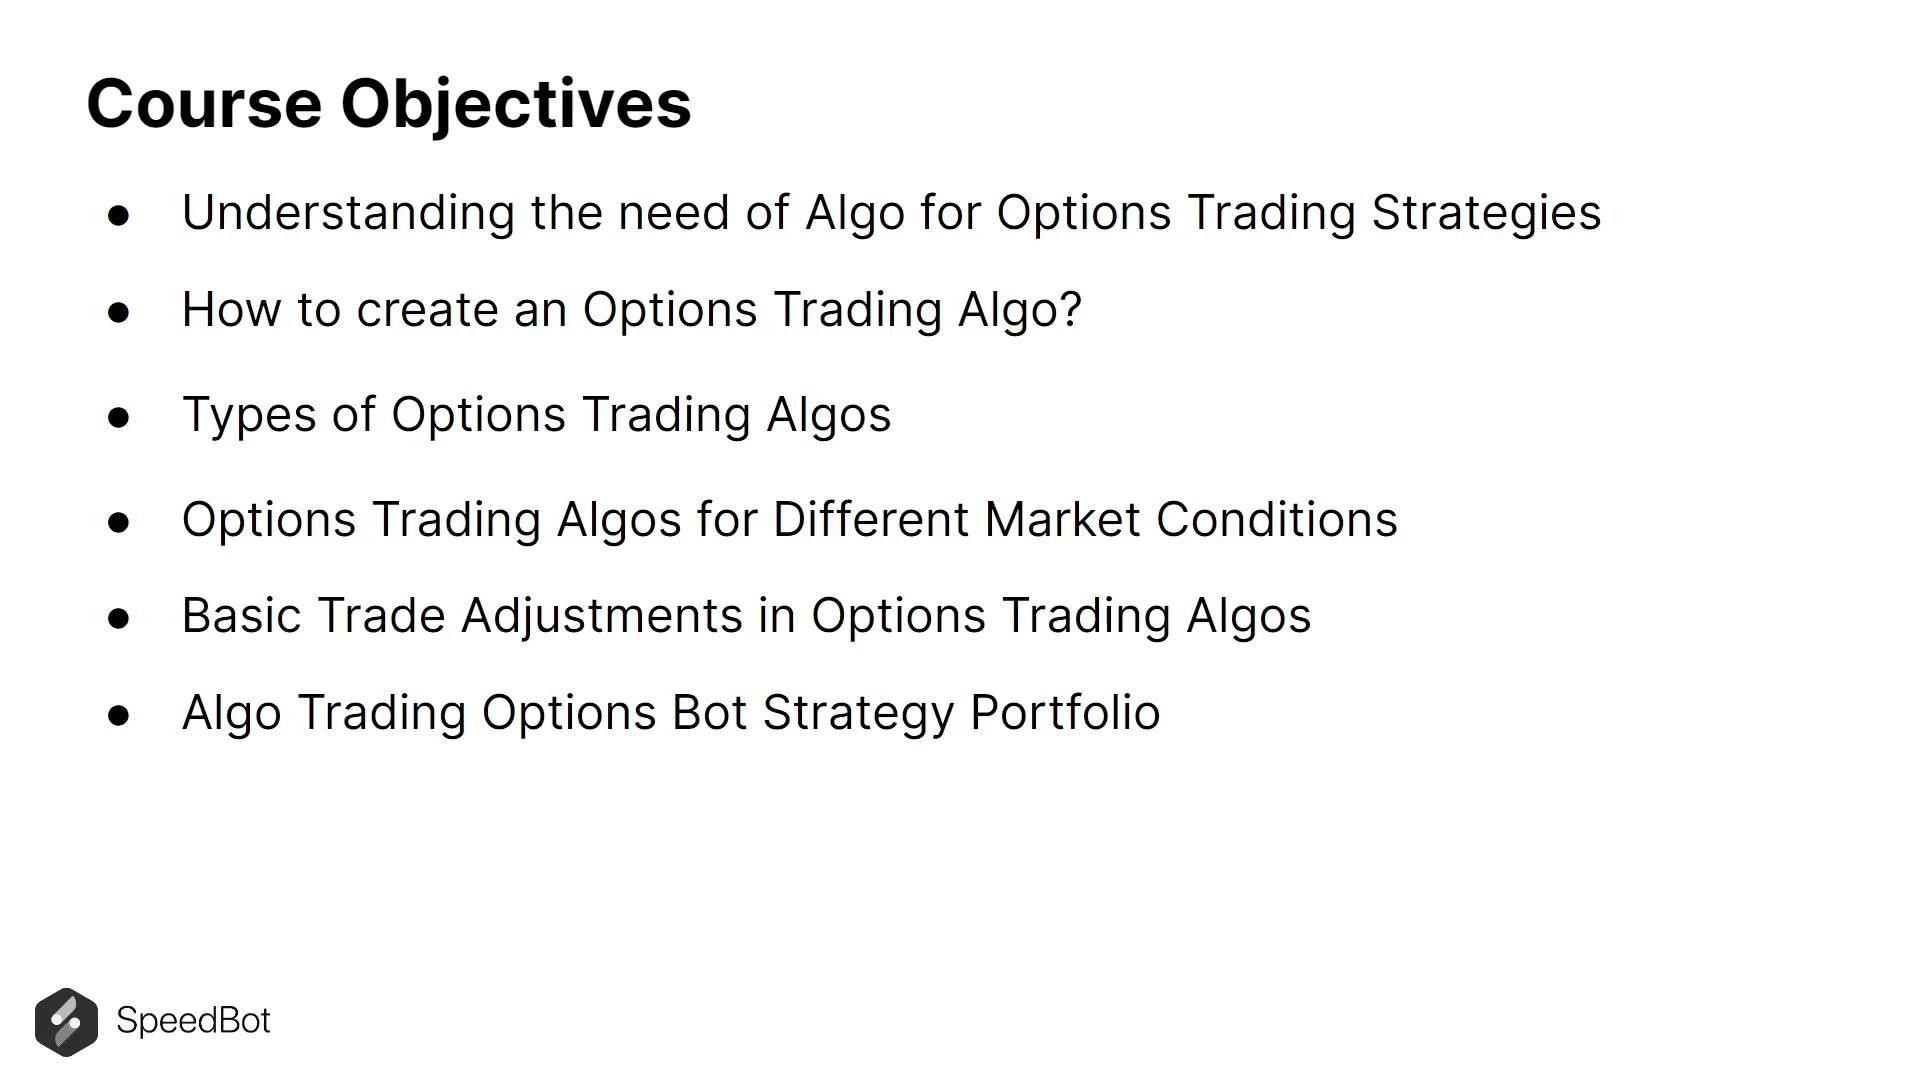 Course Objectives
● Understanding the need of Algo for Options Trading Strategies
● How to create an Options Trading Algo?
● Types of Options Trading Algos
● Options Trading Algos for Different Market Conditions
● Basic Trade Adjustments in Options Trading Algos
● Algo Trading Options Bot Strategy Portfolio
SpeedBot